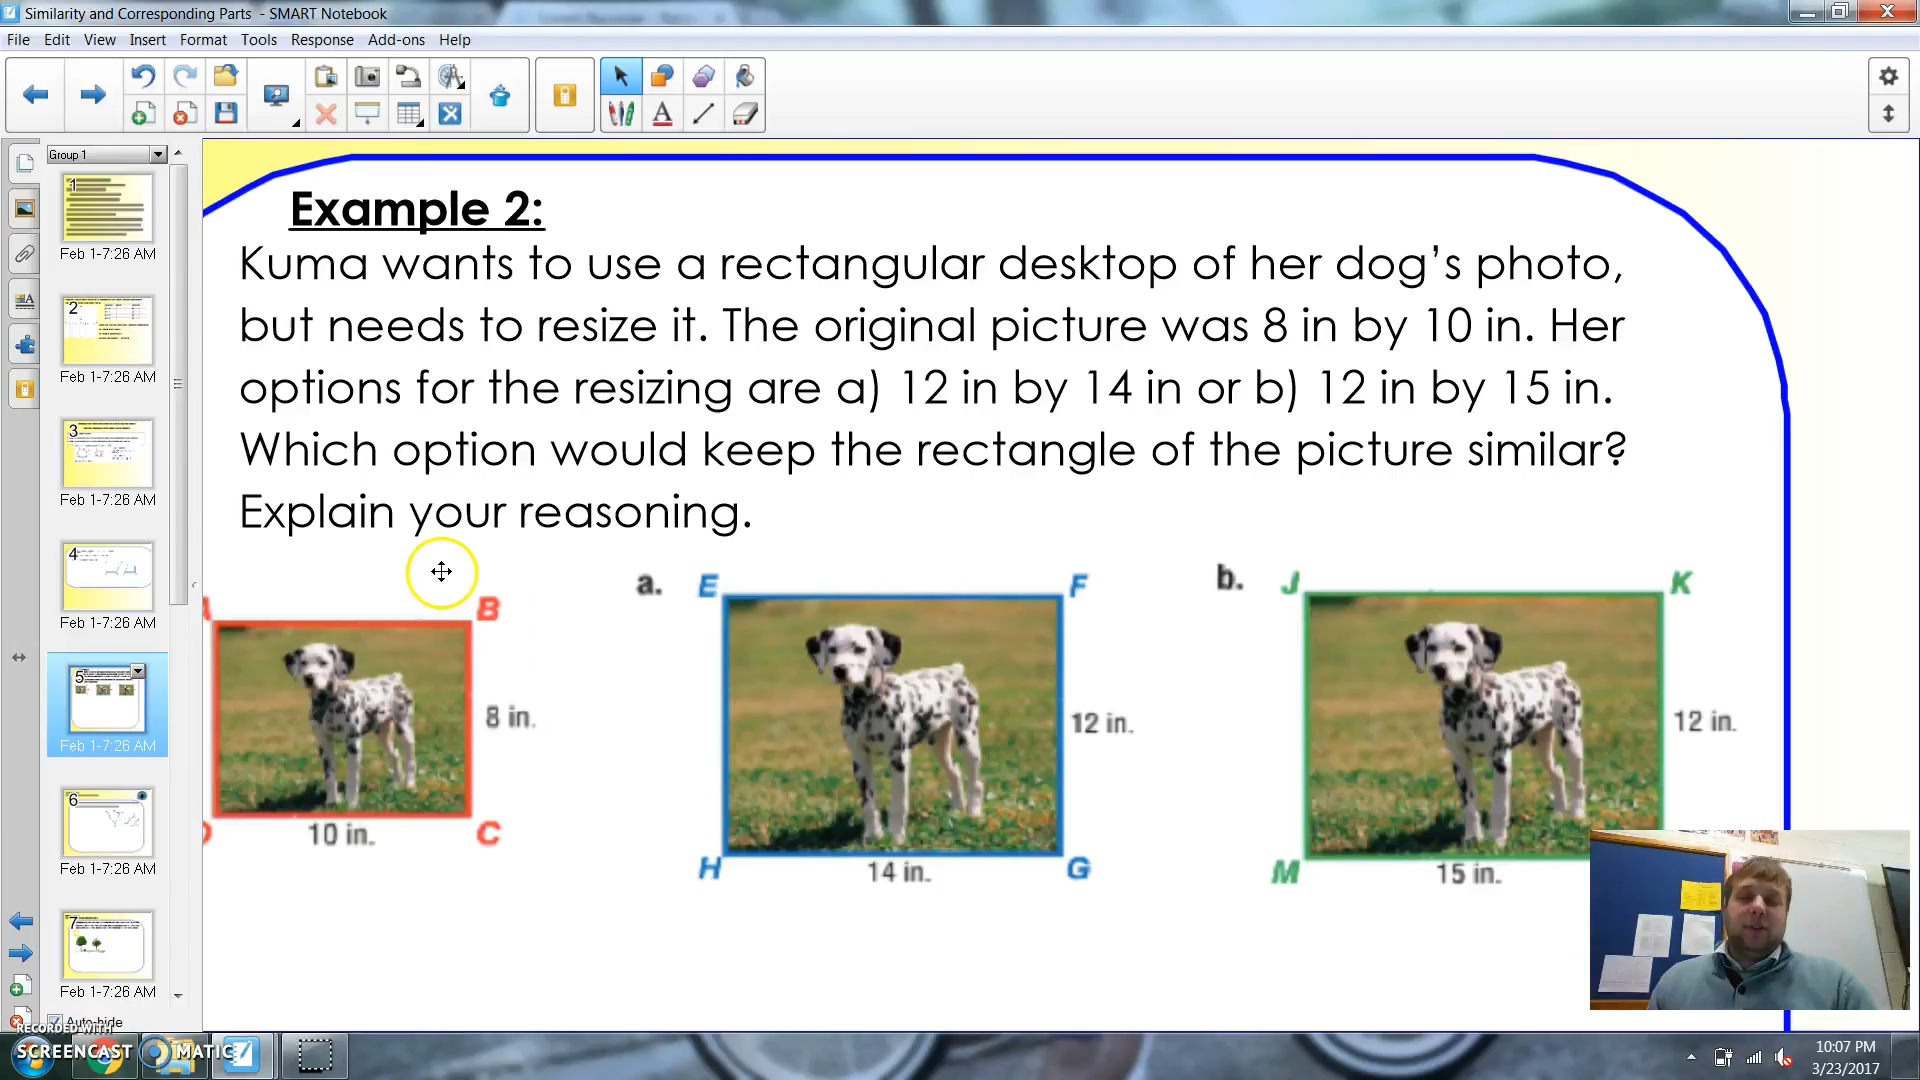 Similarity and Corresponding Parts - SMART Notebook
File Edit View Insert Format Tools Response Add-ons Help
Group 1
1
Feb 1-7:26 AM
2
Feb 1-7:26 AM
3
Feb 1-7:26 AM
4
Feb 1-7:26 AM
5
Feb 1-7:26 AM
6
Feb 1-7:26 AM
7
Feb 1-7:26 AM
Auto-hide
Example 2:
Kuma wants to use a rectangular desktop of her dog’s photo,
but needs to resize it. The original picture was 8 in by 10 in. Her
options for the resizing are a) 12 in by 14 in or b) 12 in by 15 in.
Which option would keep the rectangle of the picture similar?
Explain your reasoning.
A B
8 in.
10 in.
D C
a. E F
12 in.
H 14 in. G
b. J K
12 in.
M 15 in.
RECORDED WITH
SCREENCAST MATIC
10:07 PM
3/23/2017